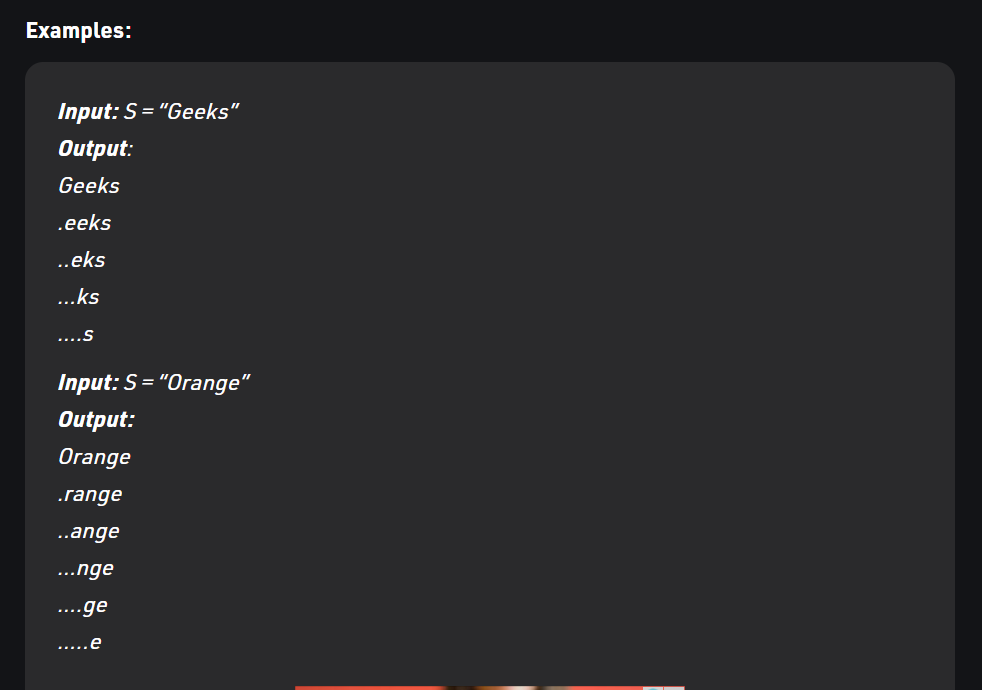 Examples:
Input: S = “Geeks”
Output:
Geeks
.eeks
..eks
...ks
....s
Input: S = “Orange”
Output:
Orange
.range
..ange
...nge
....ge
.....e